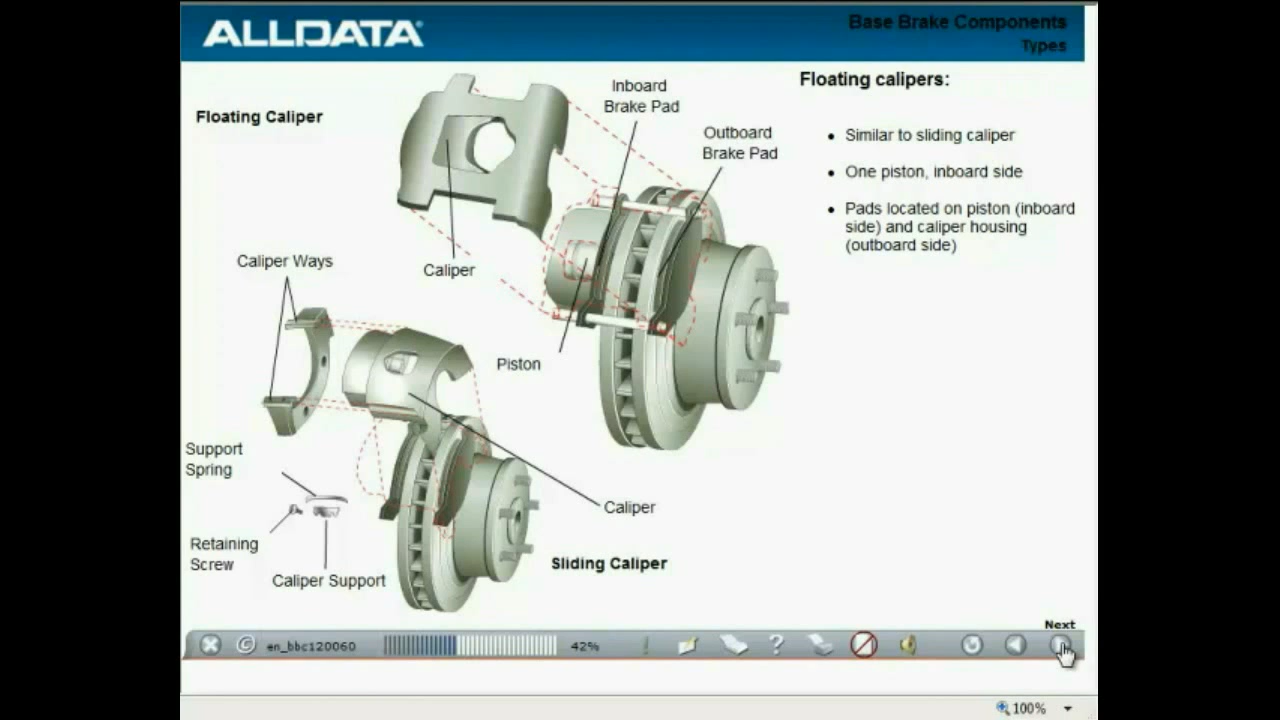 ALLDATA
Base Brake Components
Types
Floating Caliper
Inboard
Brake Pad
Outboard
Brake Pad
Caliper
Piston
Caliper Ways
Support
Spring
Retaining
Screw
Caliper Support
Caliper
Sliding Caliper
Floating calipers:
• Similar to sliding caliper
• One piston, inboard side
• Pads located on piston (inboard
side) and caliper housing
(outboard side)
Next
en_bbc120060
42%
100%